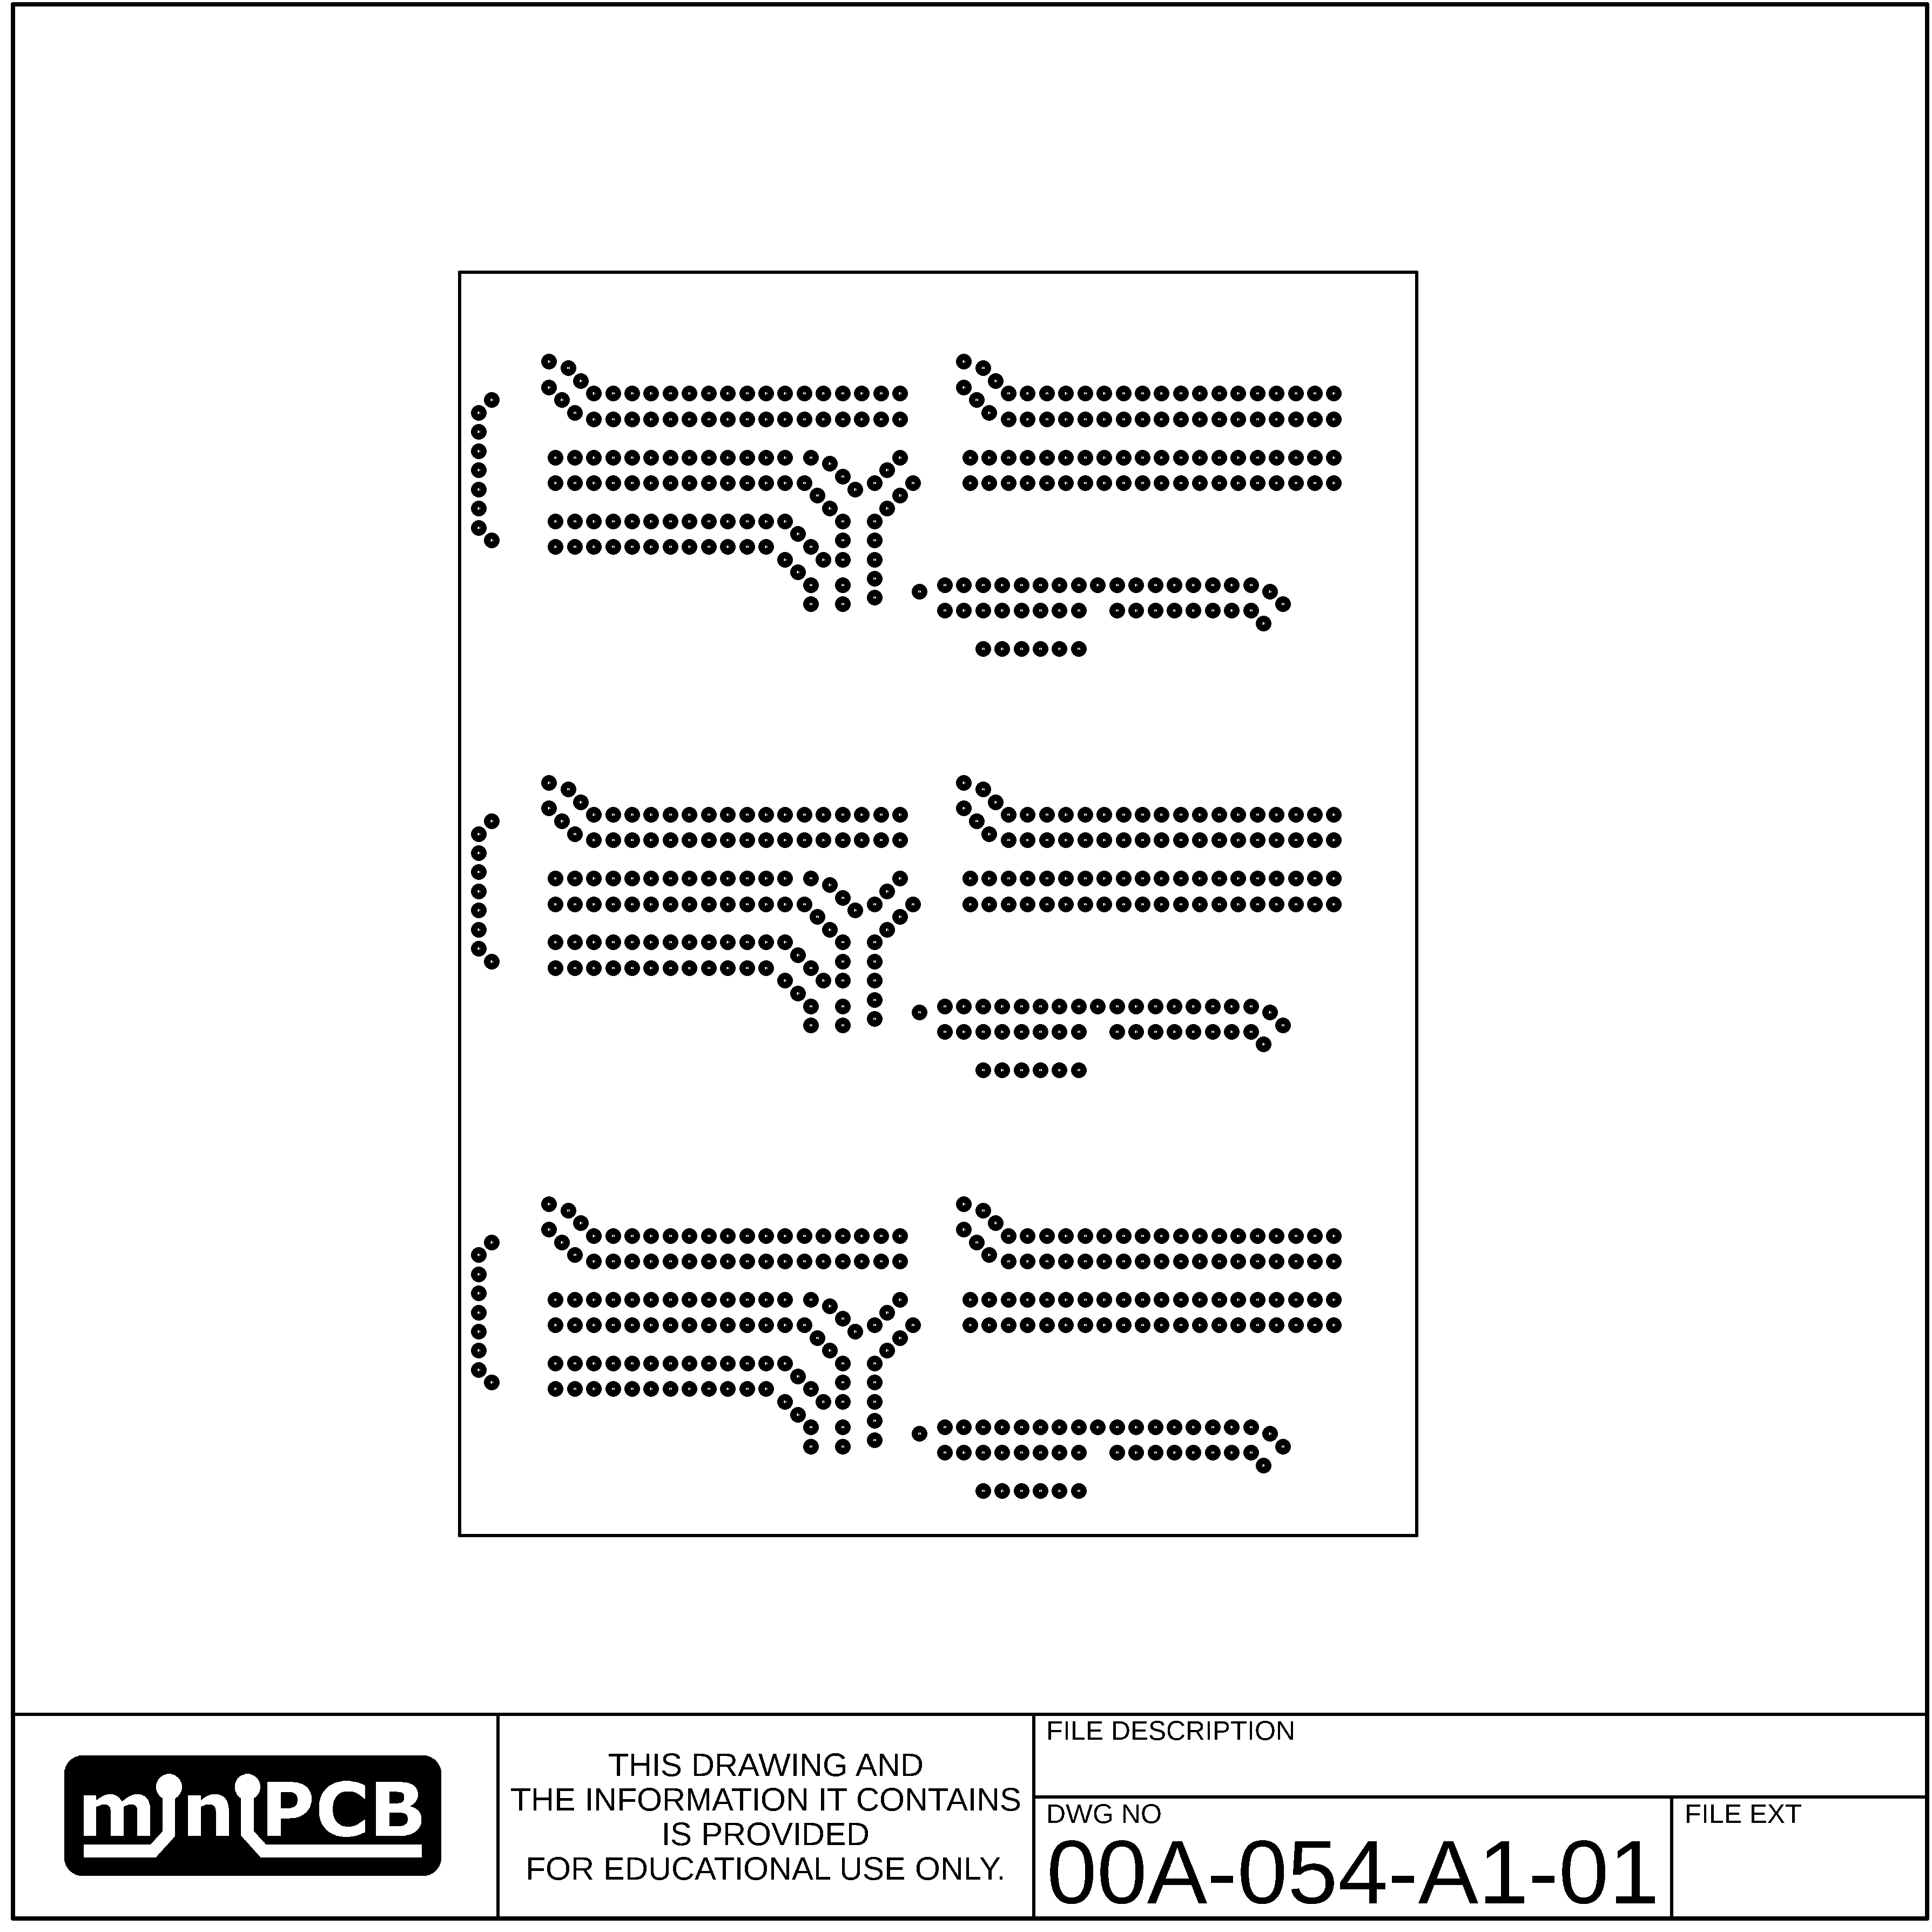 miniPCB
THIS DRAWING AND
THE INFORMATION IT CONTAINS
IS PROVIDED
FOR EDUCATIONAL USE ONLY.
FILE DESCRIPTION
DWG NO
00A-054-A1-01
FILE EXT